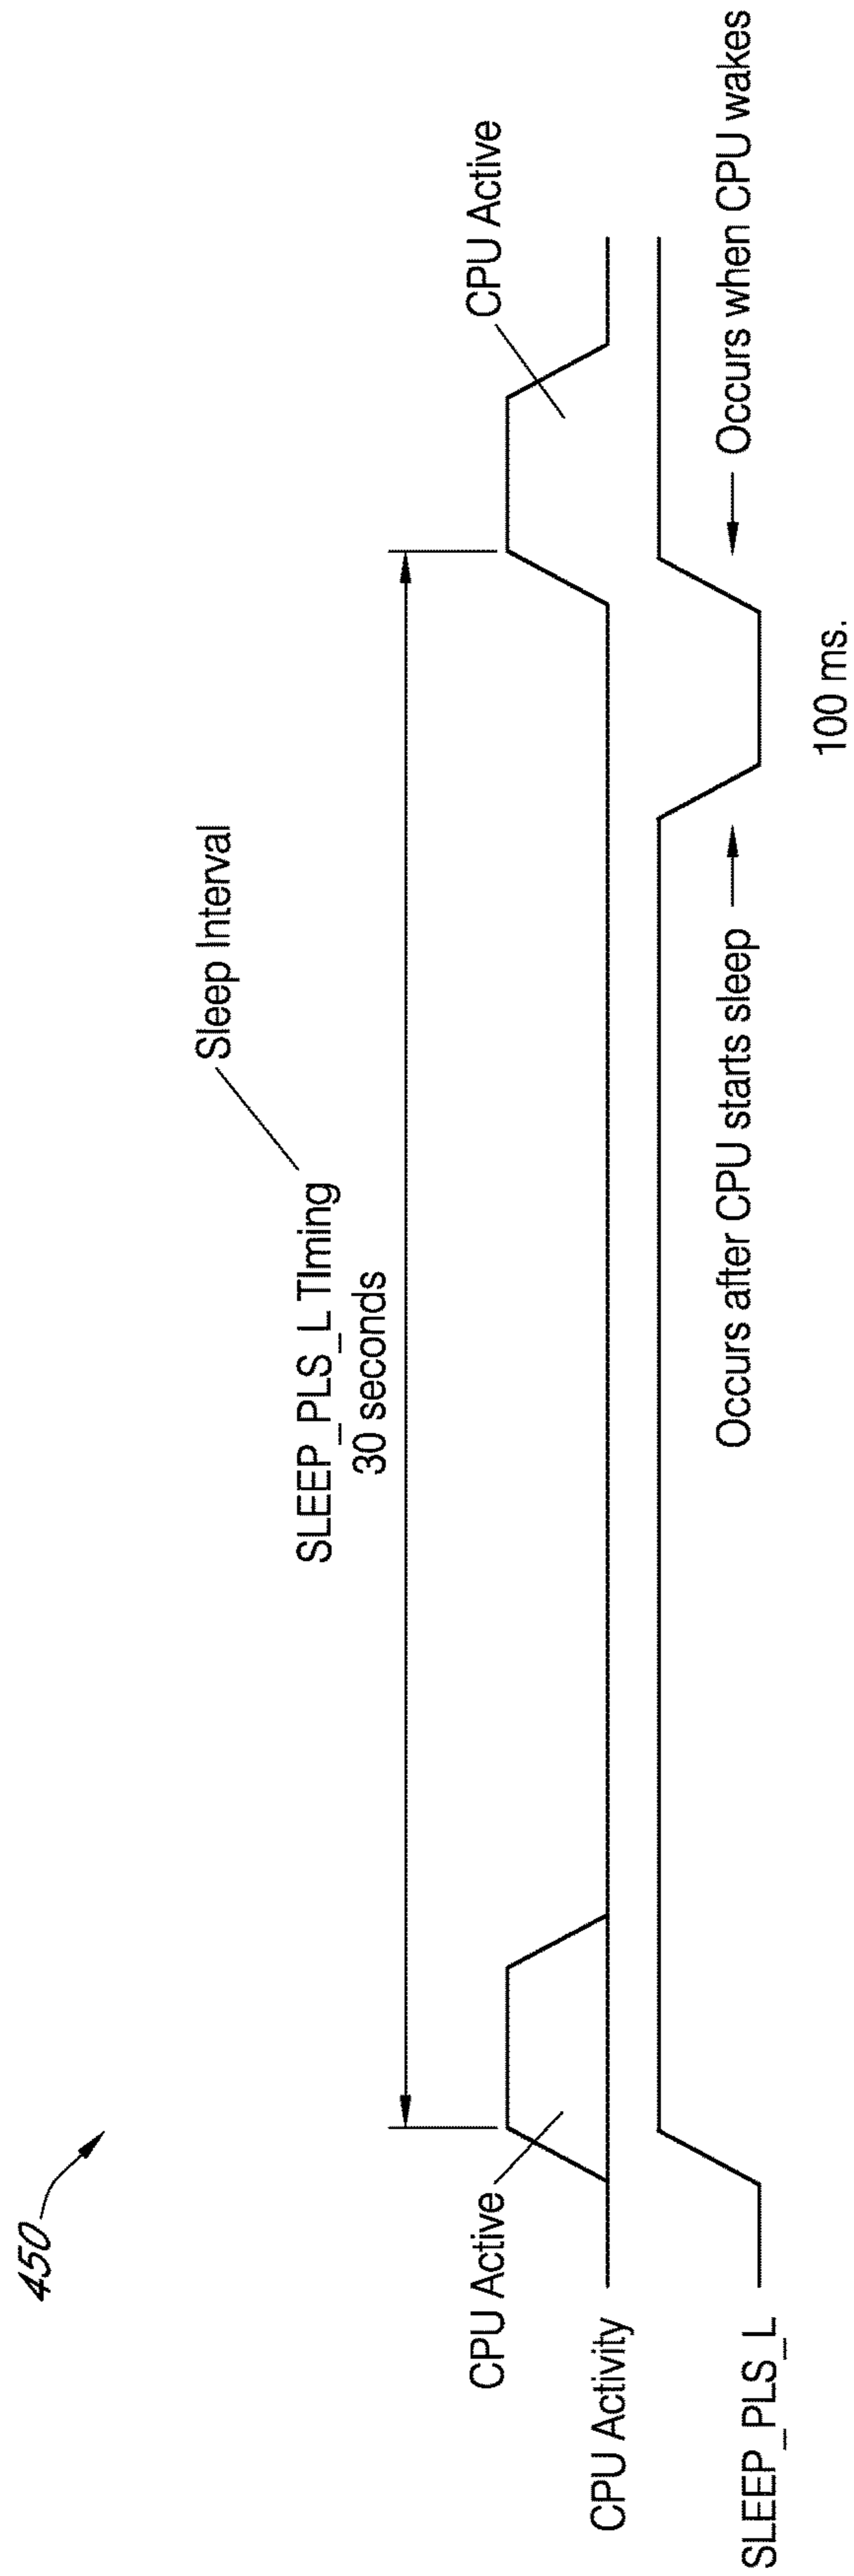 450
Sleep Interval
SLEEP_PLS_L TIming
30 seconds
CPU Active
CPU Active
CPU Activity
SLEEP_PLS_L
Occurs after CPU starts sleep
Occurs when CPU wakes
100 ms.